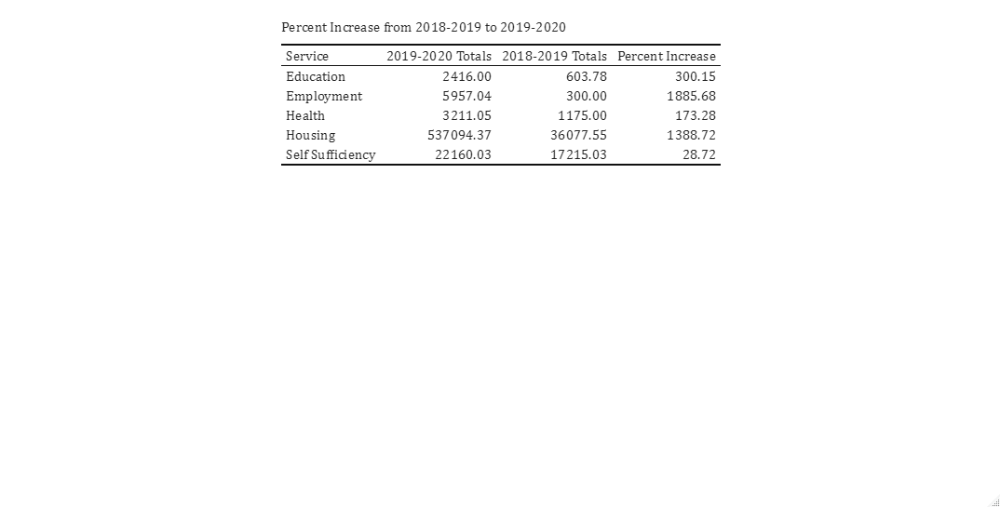 Percent Increase from 2018-2019 to 2019-2020
Service 2019-2020 Totals 2018-2019 Totals Percent Increase
Education 2416.00 603.78 300.15
Employment 5957.04 300.00 1885.68
Health 3211.05 1175.00 173.28
Housing 537094.37 36077.55 1388.72
Self Sufficiency 22160.03 17215.03 28.72